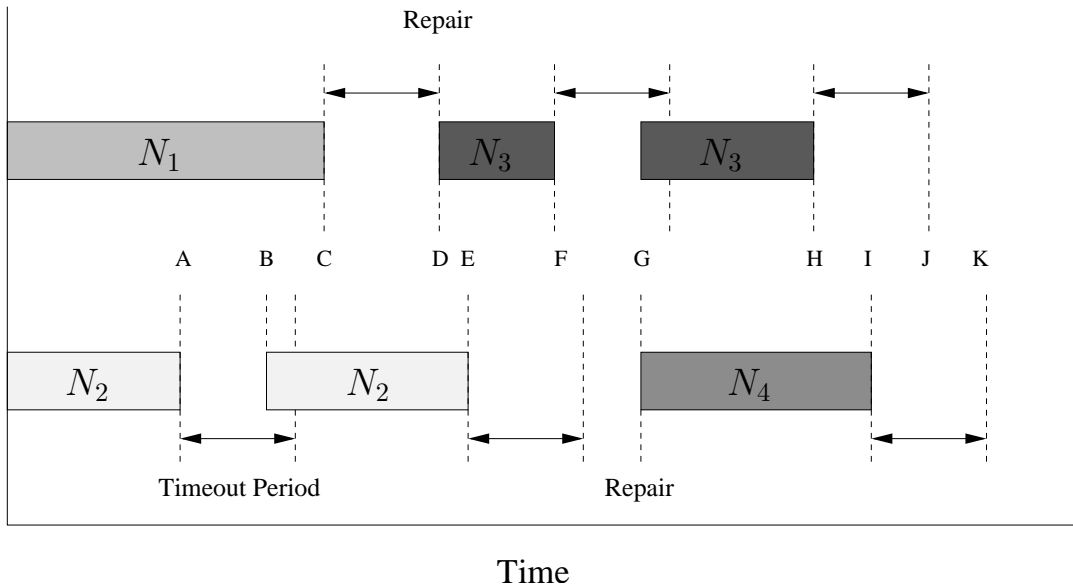 Repair
N₁ N₃ N₃
A B C D E F G H I J K
N₂ N₂ N₄
Timeout Period Repair
Time